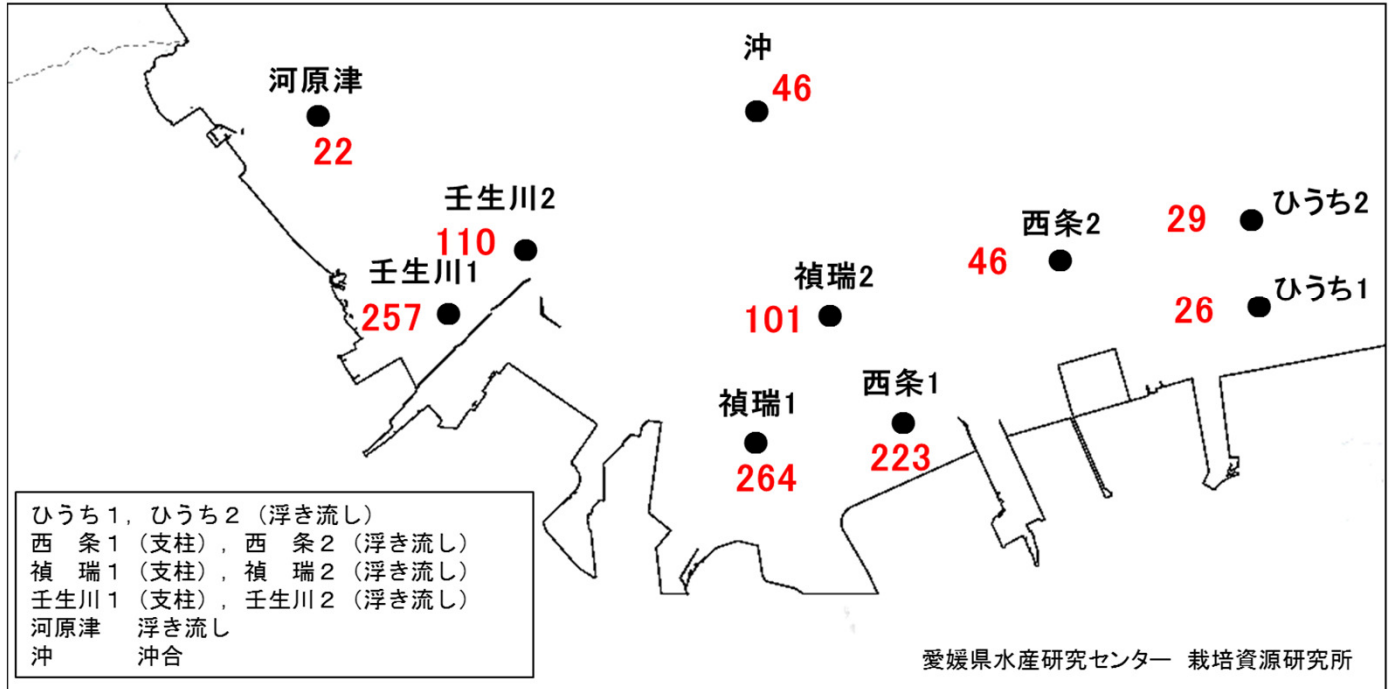 沖
46
河原津
22
壬生川2
110
壬生川1
257
ひうち2
29
西条2
46
禎瑞2
101
ひうち1
26
西条1
223
禎瑞1
264
ひうち1，ひうち2（浮き流し）
西　条1（支柱），西　条2（浮き流し）
禎　瑞1（支柱），禎　瑞2（浮き流し）
壬生川1（支柱），壬生川2（浮き流し）
河原津　浮き流し
沖　　　沖合
愛媛県水産研究センター 栽培資源研究所